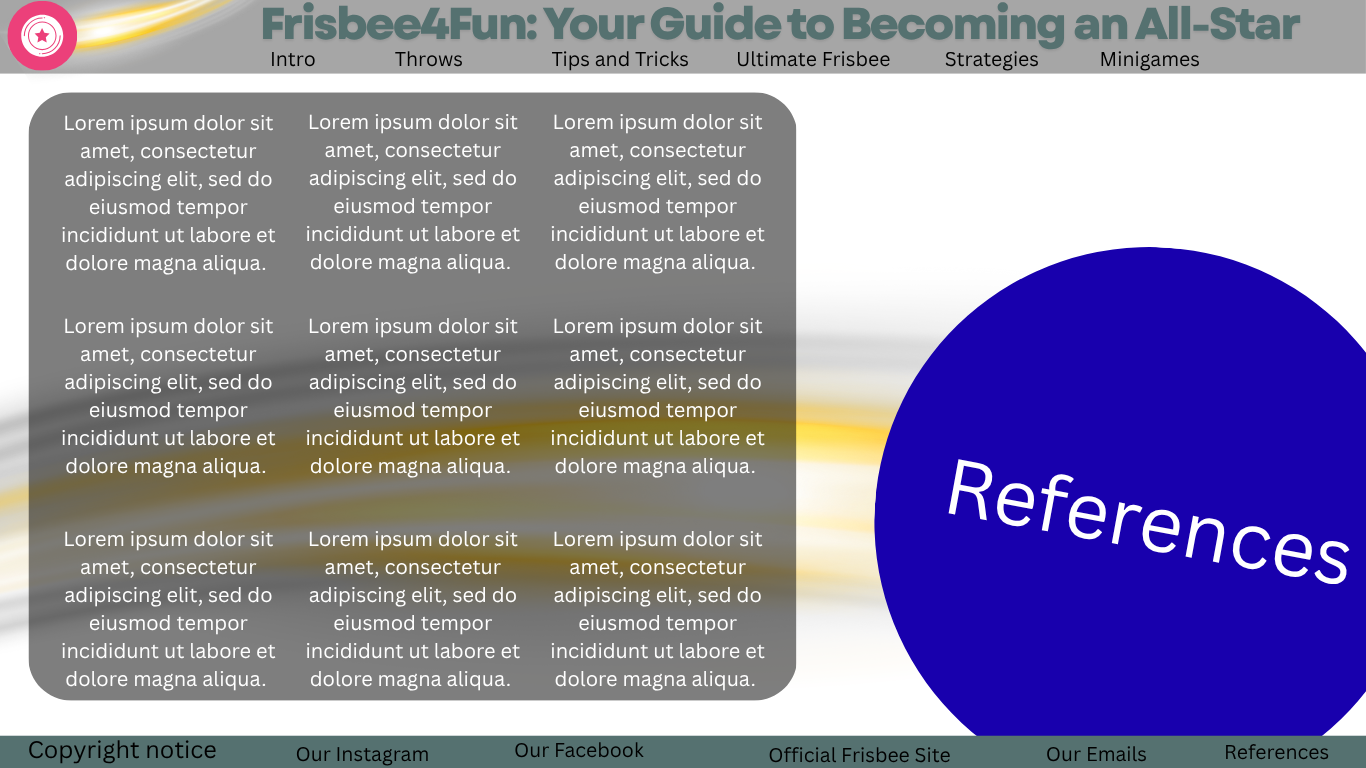 Frisbee4Fun: Your Guide to Becoming an All-Star
Intro Throws Tips and Tricks Ultimate Frisbee Strategies Minigames
Lorem ipsum dolor sit
amet, consectetur
adipiscing elit, sed do
eiusmod tempor
incididunt ut labore et
dolore magna aliqua.
Lorem ipsum dolor sit
amet, consectetur
adipiscing elit, sed do
eiusmod tempor
incididunt ut labore et
dolore magna aliqua.
Lorem ipsum dolor sit
amet, consectetur
adipiscing elit, sed do
eiusmod tempor
incididunt ut labore et
dolore magna aliqua.
Lorem ipsum dolor sit
amet, consectetur
adipiscing elit, sed do
eiusmod tempor
incididunt ut labore et
dolore magna aliqua.
Lorem ipsum dolor sit
amet, consectetur
adipiscing elit, sed do
eiusmod tempor
incididunt ut labore et
dolore magna aliqua.
Lorem ipsum dolor sit
amet, consectetur
adipiscing elit, sed do
eiusmod tempor
incididunt ut labore et
dolore magna aliqua.
Lorem ipsum dolor sit
amet, consectetur
adipiscing elit, sed do
eiusmod tempor
incididunt ut labore et
dolore magna aliqua.
Lorem ipsum dolor sit
amet, consectetur
adipiscing elit, sed do
eiusmod tempor
incididunt ut labore et
dolore magna aliqua.
Lorem ipsum dolor sit
amet, consectetur
adipiscing elit, sed do
eiusmod tempor
incididunt ut labore et
dolore magna aliqua.
References
Copyright notice Our Instagram Our Facebook Official Frisbee Site Our Emails References